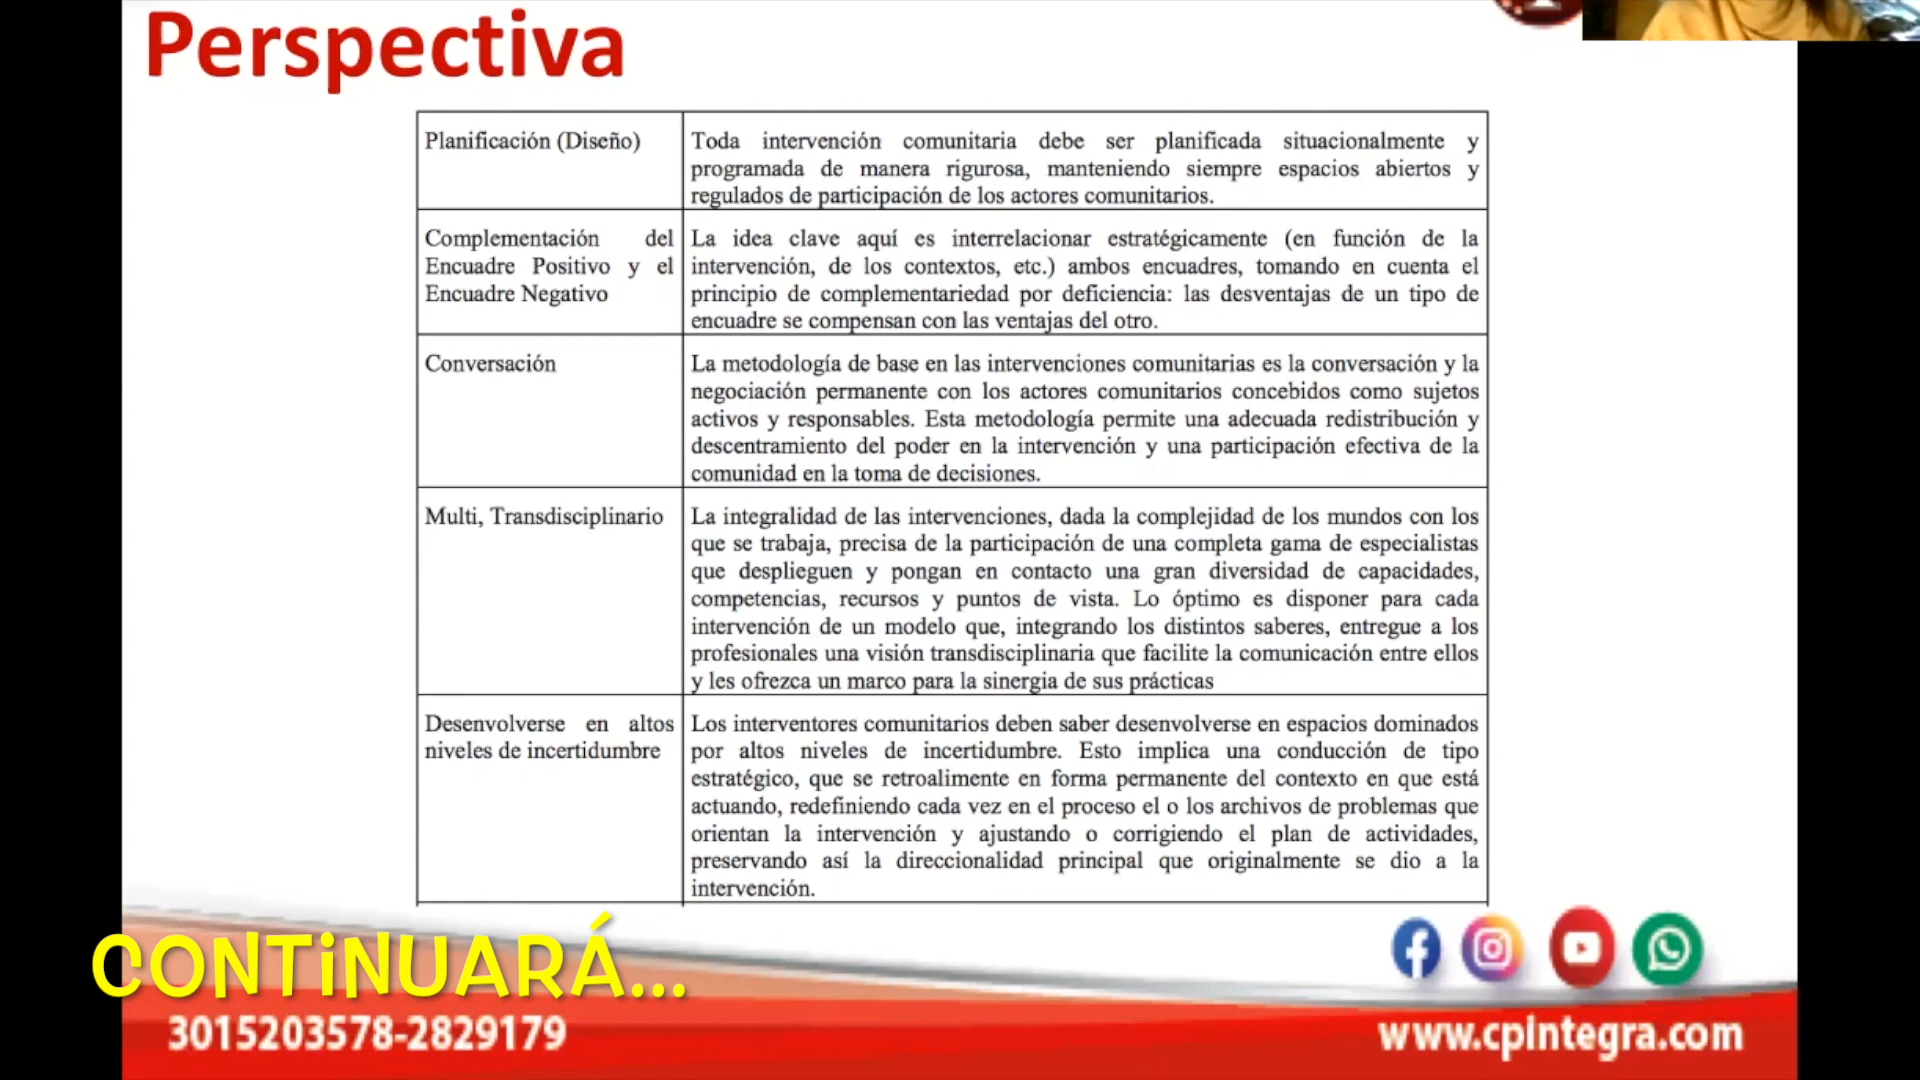 Perspectiva
Planificación (Diseño)
Toda intervención comunitaria debe ser planificada situacionalmente y
programada de manera rigurosa, manteniendo siempre espacios abiertos y
regulados de participación de los actores comunitarios.
Complementación del
Encuadre Positivo y el
Encuadre Negativo
La idea clave aquí es interrelacionar estratégicamente (en función de la
intervención, de los contextos, etc.) ambos encuadres, tomando en cuenta el
principio de complementariedad por deficiencia: las desventajas de un tipo de
encuadre se compensan con las ventajas del otro.
Conversación
La metodología de base en las intervenciones comunitarias es la conversación y la
negociación permanente con los actores comunitarios concebidos como sujetos
activos y responsables. Esta metodología permite una adecuada redistribución y
descentramiento del poder en la intervención y una participación efectiva de la
comunidad en la toma de decisiones.
Multi, Transdisciplinario
La integralidad de las intervenciones, dada la complejidad de los mundos con los
que se trabaja, precisa de la participación de una completa gama de especialistas
que desplieguen y pongan en contacto una gran diversidad de capacidades,
competencias, recursos y puntos de vista. Lo óptimo es disponer para cada
intervención de un modelo que, integrando los distintos saberes, entregue a los
profesionales una visión transdisciplinaria que facilite la comunicación entre ellos
y les ofrezca un marco para la sinergia de sus prácticas
Desenvolverse en altos
niveles de incertidumbre
Los interventores comunitarios deben saber desenvolverse en espacios dominados
por altos niveles de incertidumbre. Esto implica una conducción de tipo
estratégico, que se retroalimente en forma permanente del contexto en que está
actuando, redefiniendo cada vez en el proceso el o los archivos de problemas que
orientan la intervención y ajustando o corrigiendo el plan de actividades,
preservando así la direccionalidad principal que originalmente se dio a la
intervención.
CONTiNUARÁ...
3015203578-2829179
www.cpIntegra.com